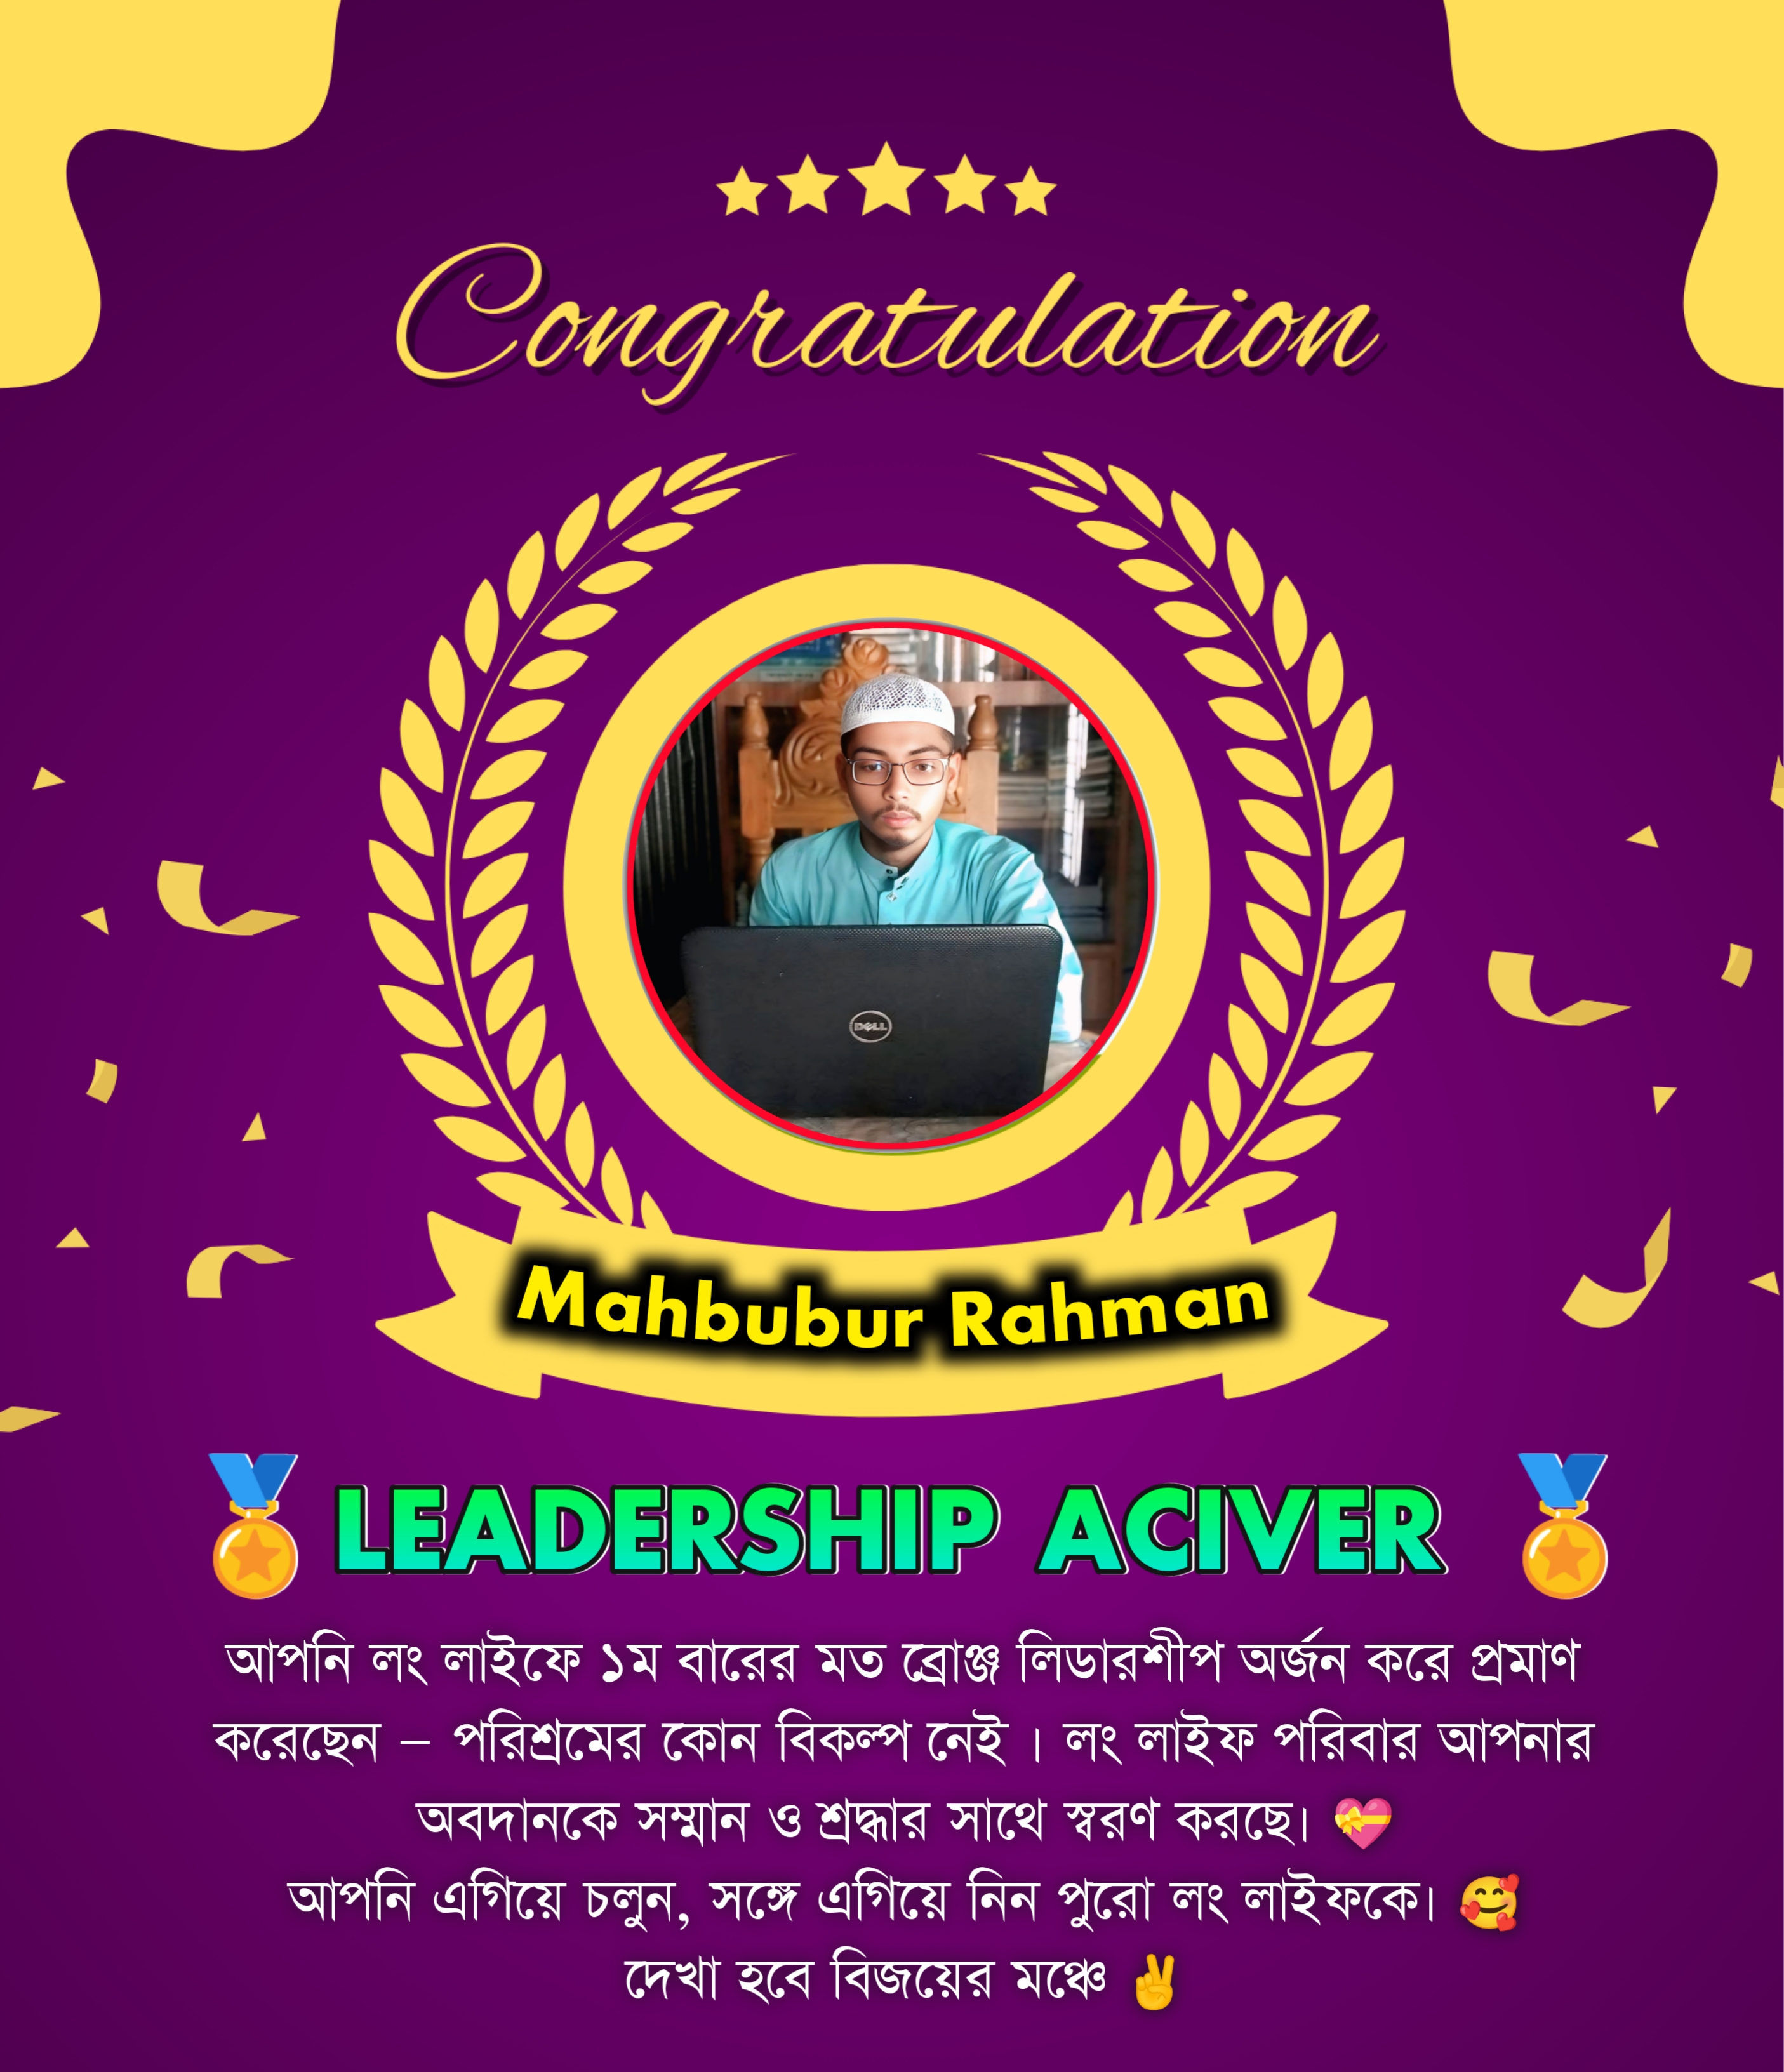 Congratulation
DELL
Mahbubur Rahman
LEADERSHIP ACIVER
আপনি লং লাইফে ১ম বারের মত ব্রোঞ্জ লিডারশীপ অর্জন করে প্রমাণ
করেছেন – পরিশ্রমের কোন বিকল্প নেই । লং লাইফ পরিবার আপনার
অবদানকে সম্মান ও শ্রদ্ধার সাথে স্বরণ করছে। 💝
আপনি এগিয়ে চলুন, সঙ্গে এগিয়ে নিন পুরো লং লাইফকে। 🥰
দেখা হবে বিজয়ের মঞ্চে ✌️